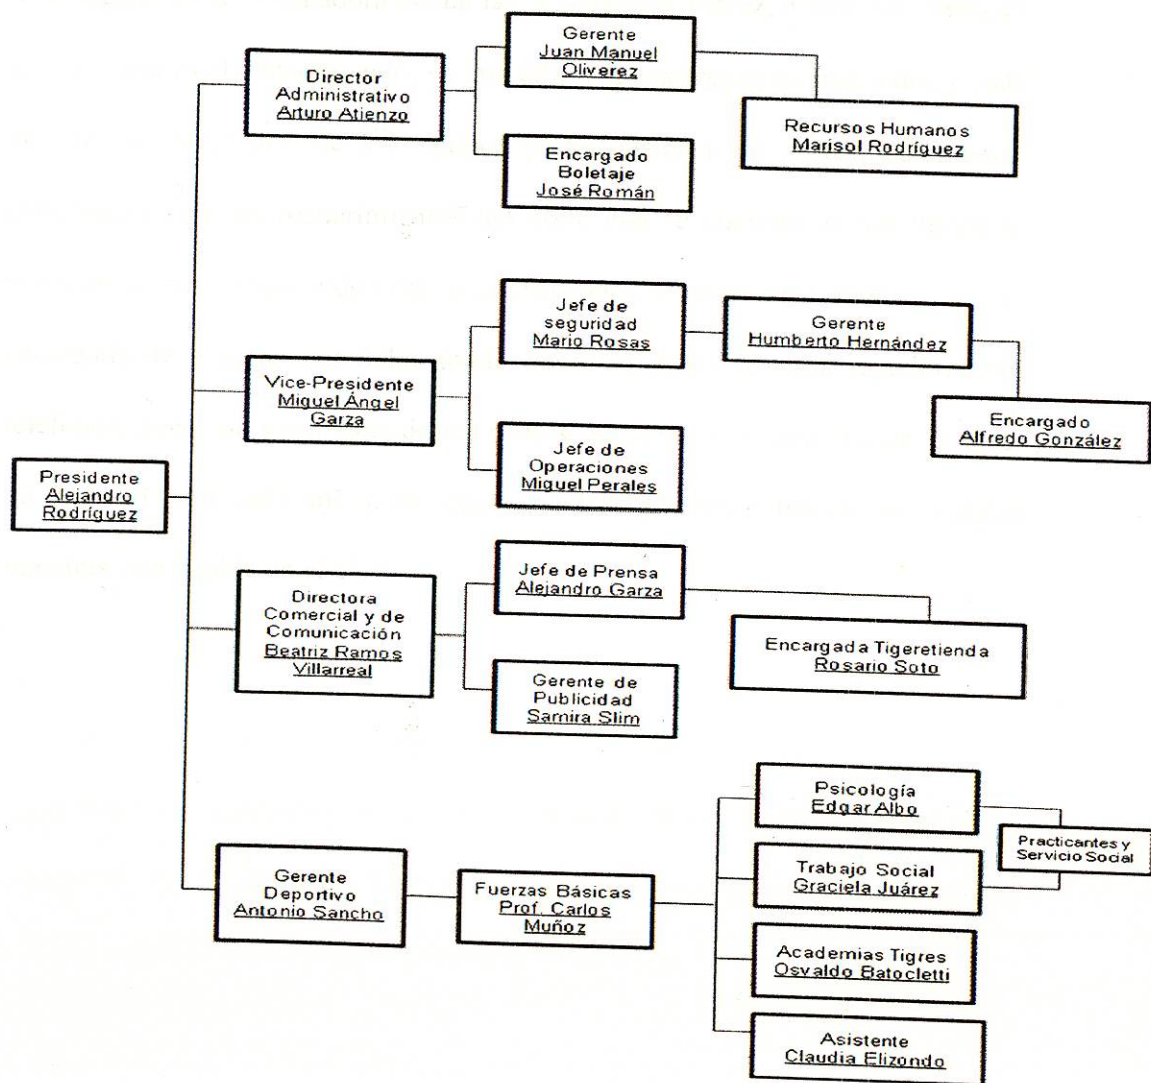 Gerente
Juan Manuel
Oliverez
Director
Administrativo
Arturo Atienzo
Recursos Humanos
Marisol Rodríguez
Encargado
Boletaje
José Román
Jefe de
seguridad
Mario Rosas
Gerente
Humberto Hernández
Vice-Presidente
Miguel Ángel
Garza
Encargado
Alfredo González
Jefe de
Operaciones
Miguel Perales
Presidente
Alejandro
Rodríguez
Jefe de Prensa
Alejandro Garza
Directora
Comercial y de
Comunicación
Beatriz Ramos
Villarreal
Encargada Tigeretienda
Rosario Soto
Gerente de
Publicidad
Samira Slim
Psicología
Edgar Albo
Practicantes y
Servicio Social
Trabajo Social
Graciela Juárez
Gerente
Deportivo
Antonio Sancho
Fuerzas Básicas
Prof. Carlos
Muñoz
Academias Tigres
Osvaldo Batocletti
Asistente
Claudia Elizondo